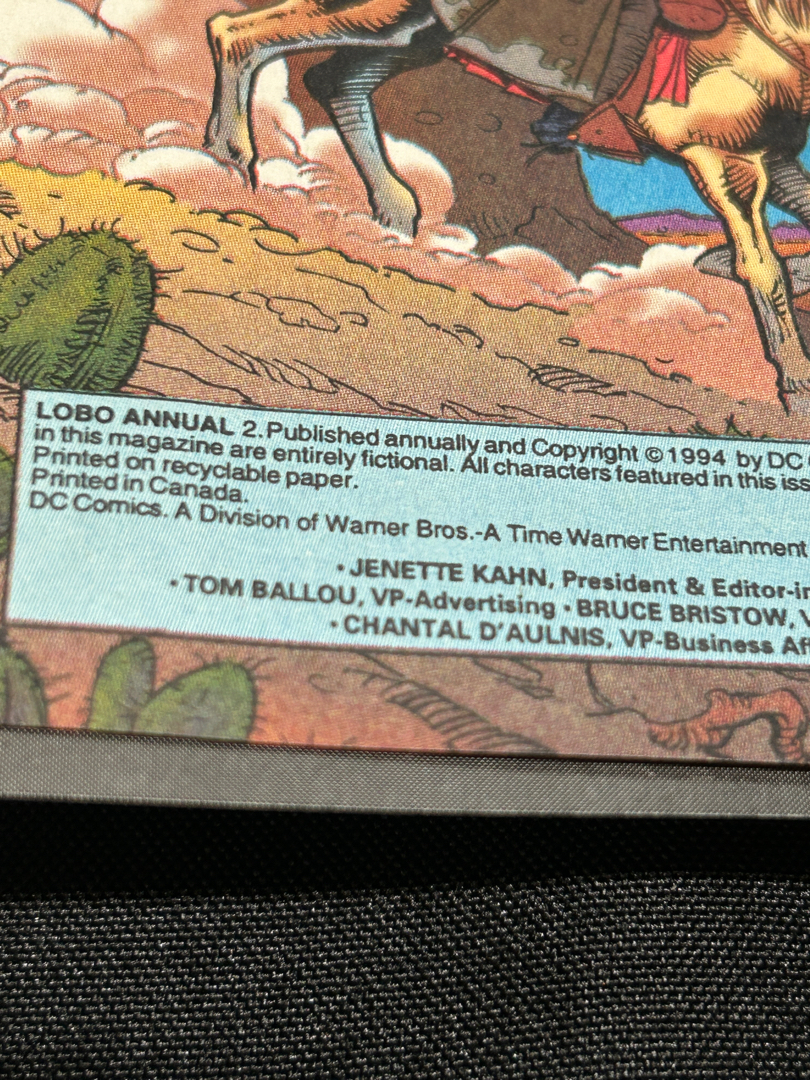 LOBO ANNUAL 2. Published annually and Copyright © 1994 by DC
in this magazine are entirely fictional. All characters featured in this iss
Printed on recyclable paper.
Printed in Canada.
DC Comics. A Division of Warner Bros.-A Time Warner Entertainment
• JENETTE KAHN, President & Editor-in
• TOM BALLOU, VP-Advertising • BRUCE BRISTOW, V
• CHANTAL D'AULNIS, VP-Business Af